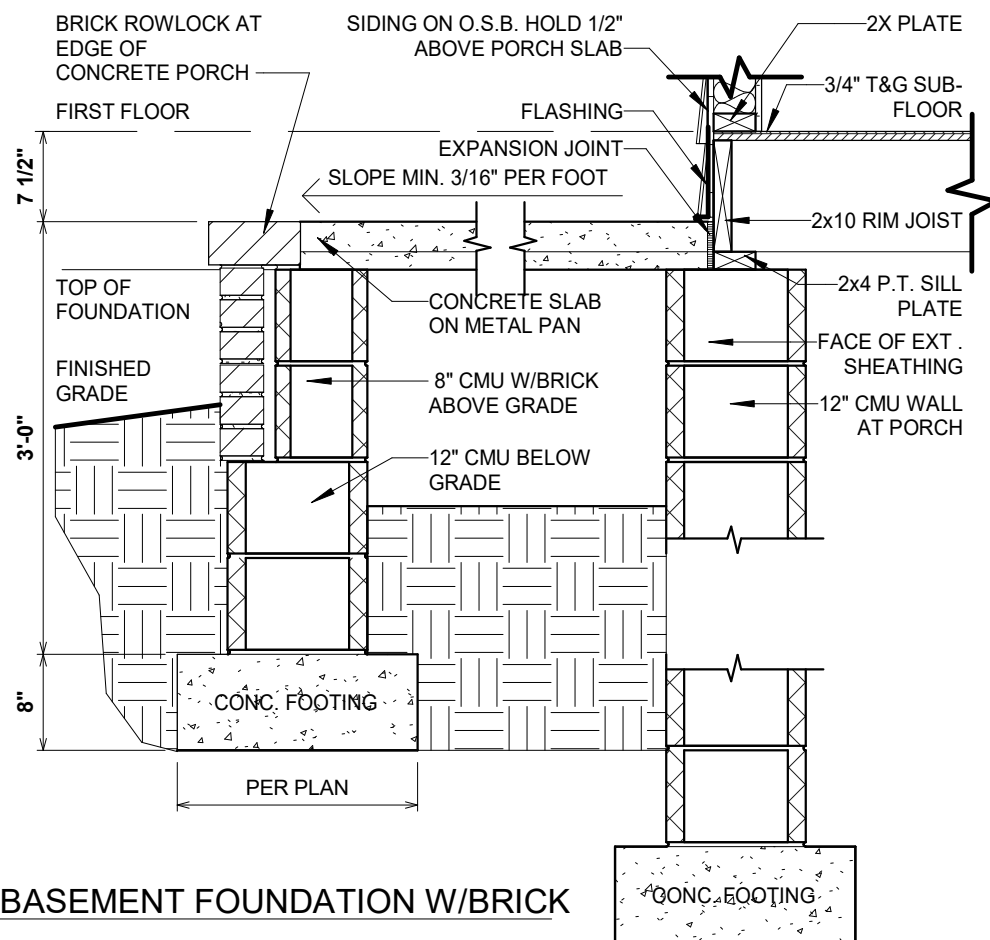 BRICK ROWLOCK AT
EDGE OF
CONCRETE PORCH
SIDING ON O.S.B. HOLD 1/2"
ABOVE PORCH SLAB
2X PLATE
3/4" T&G SUB-
FLOOR
FIRST FLOOR
FLASHING
EXPANSION JOINT
7 1/2"
SLOPE MIN. 3/16" PER FOOT
2x10 RIM JOIST
TOP OF
FOUNDATION
CONCRETE SLAB
ON METAL PAN
2x4 P.T. SILL
PLATE
FACE OF EXT .
SHEATHING
FINISHED
GRADE
8" CMU W/BRICK
ABOVE GRADE
12" CMU WALL
AT PORCH
3'-0"
12" CMU BELOW
GRADE
8"
CONC. FOOTING
PER PLAN
CONC. FOOTING
BASEMENT FOUNDATION W/BRICK